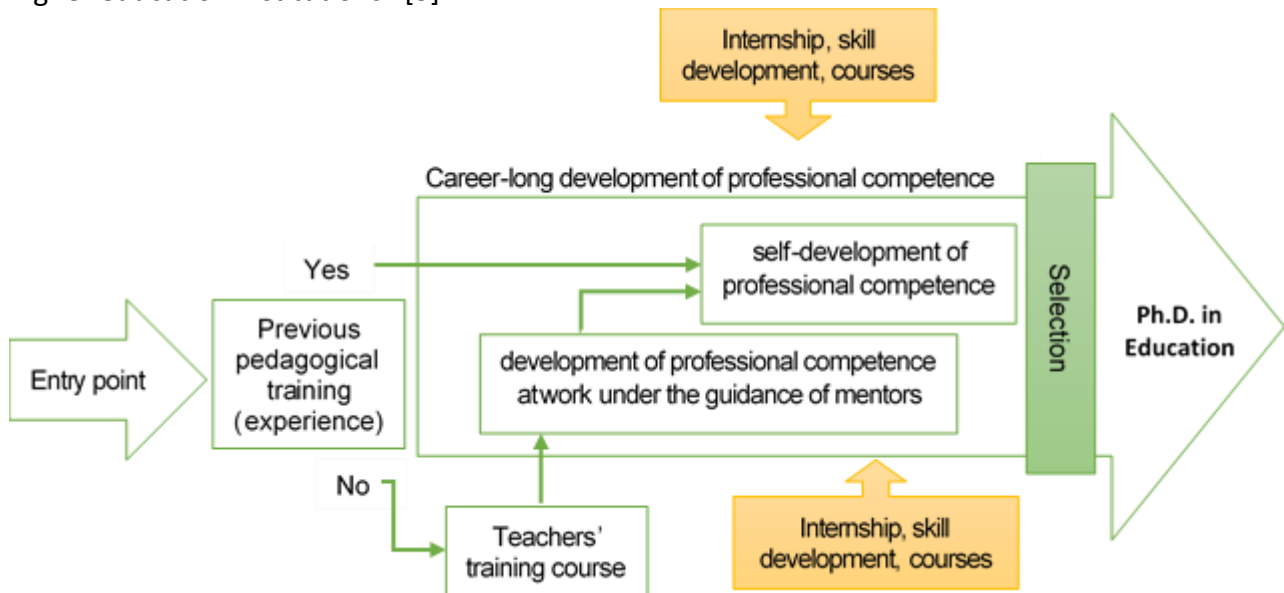 Internship, skill
development, courses
Career-long development of professional competence
Yes
self-development of
professional competence
Selection
Ph.D. in
Education
Entry point
Previous
pedagogical
training
(experience)
development of professional competence
atwork under the guidance of mentors
No
Teachers’
training course
Internship, skill
development, courses